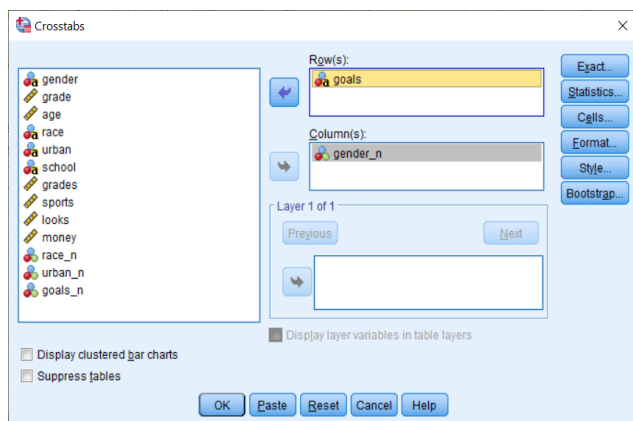 Crosstabs
gender
grade
age
race
urban
school
grades
sports
looks
money
race_n
urban_n
goals_n
Row(s):
goals
Column(s):
gender_n
Layer 1 of 1
Previous
Next
Display layer variables in table layers
Exact...
Statistics...
Cells...
Format...
Style...
Bootstrap...
Display clustered bar charts
Suppress tables
OK Paste Reset Cancel Help